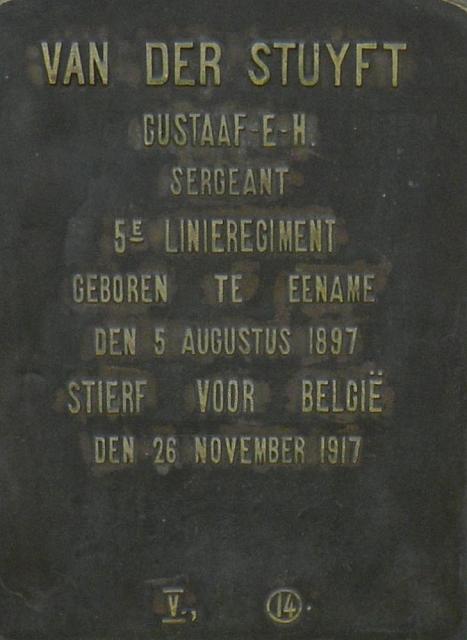 VAN DER STUYFT
GUSTAAF-E-H.
SERGEANT
5E LINIEREGIMENT
GEBOREN TE EENAME
DEN 5 AUGUSTUS 1897
STIERF VOOR BELGIË
DEN 26 NOVEMBER 1917
V., 14.